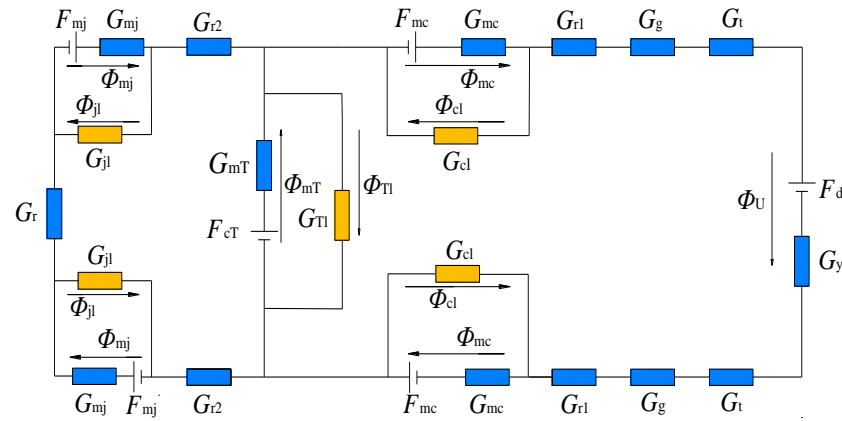 Fmj Gmj Gr2 Fmc Gmc Gr1 Gg Gt
Φmj Φmc
Φjl Φcl
Gjl Gcl
GmT ΦmT ΦTl
Gr FcT GTl ΦU Fd
Gjl Gcl Gy
Φjl Φcl
Φmj Φmc
Gmj Fmj Gr2 Fmc Gmc Gr1 Gg Gt